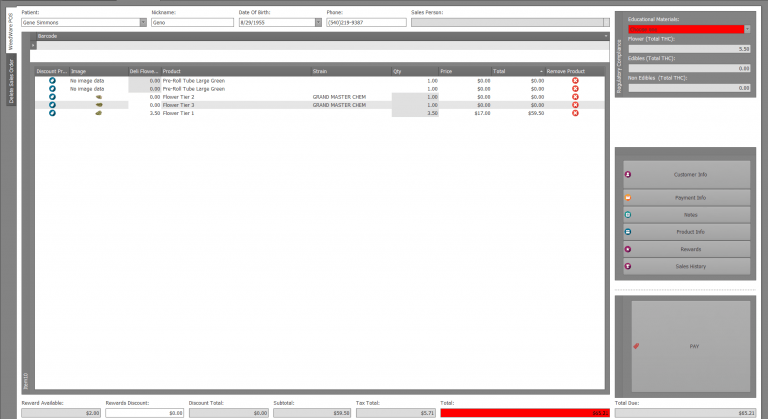 WeedWare POS
Delete Sales Order
Patient: Nickname: Date Of Birth: Phone: Sales Person:
Gene Simmons Geno 8/29/1955 (540)219-9387
Barcode
Discount Pr... Image Deli Flowe... Product Strain Qty Price Total Remove Product
No image data 0.00 Pre-Roll Tube Large Green 1.00 $0.00 $0.00
No image data 0.00 Pre-Roll Tube Large Green 1.00 $0.00 $0.00
0.00 Flower Tier 2 GRAND MASTER CHEM 1.00 $0.00 $0.00
0.00 Flower Tier 3 GRAND MASTER CHEM 1.00 $0.00 $0.00
3.50 Flower Tier 1 3.50 $17.00 $59.50
Regulatory Compliance
Educational Materials:
Flower (Total THC):
5.50
Edibles (Total THC):
0.00
Non Edibles (Total THC):
0.00
Customer Info
Payment Info
Notes
Product Info
Rewards
Sales History
PAY
Reward Available: Rewards Discount: Discount Total: Subtotal: Tax Total: Total: Total Due:
$2.00 $0.00 $0.00 $59.50 $5.71 $65.21